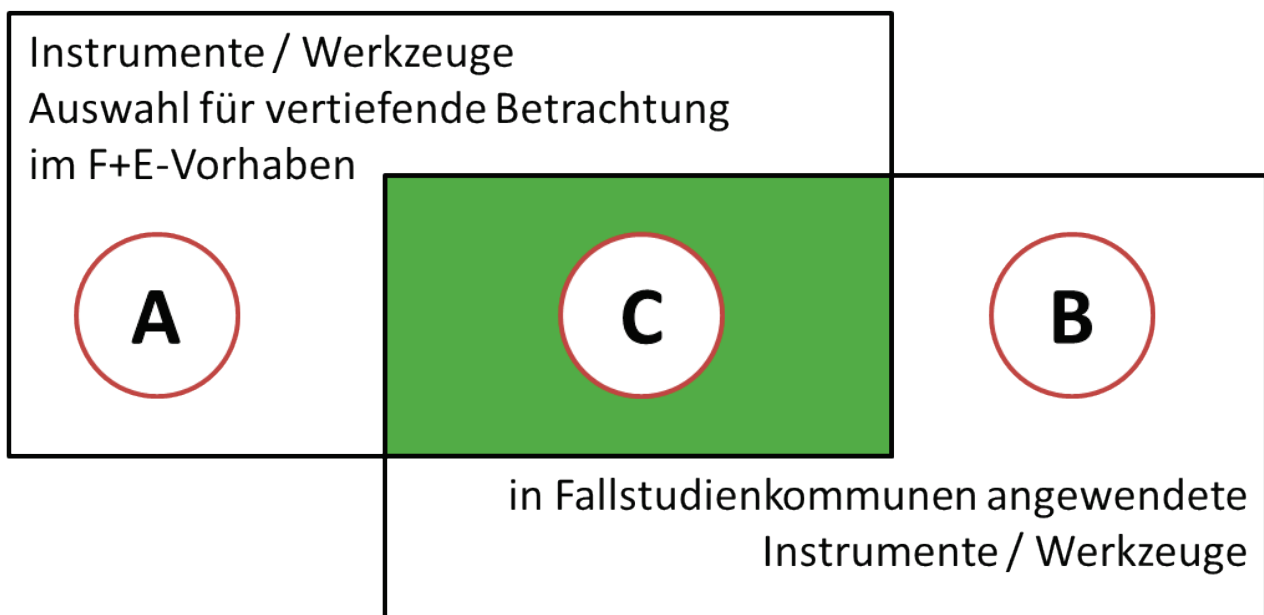 Instrumente / Werkzeuge
Auswahl für vertiefende Betrachtung
im F+E-Vorhaben
A
C
B
in Fallstudienkommunen angewendete
Instrumente / Werkzeuge